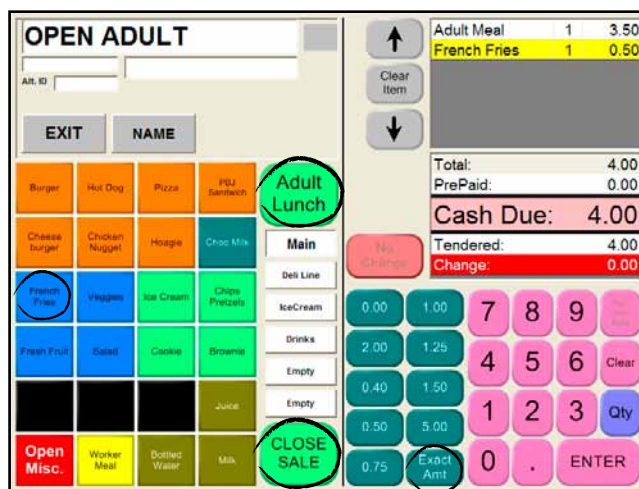 OPEN ADULT
Alt. ID
EXIT
NAME
Burger
Hot Dog
Pizza
PBJ
Sandwich
Adult
Lunch
Cheese
burger
Chicken
Nugget
Hoagie
Choc Milk
Main
French
Fries
Veggies
Ice Cream
Chips
Pretzels
Deli Line
IceCream
Fresh Fruit
Salad
Cookie
Brownie
Drinks
Empty
Juice
Empty
Open
Misc.
Worker
Meal
Bottled
Water
Milk
CLOSE
SALE
Clear
Item
Adult Meal 1 3.50
French Fries 1 0.50
Total: 4.00
PrePaid: 0.00
Cash Due: 4.00
Tendered: 4.00
Change: 0.00
No
Change
0.00 1.00
2.00 1.25
0.40 1.50
0.50 5.00
0.75 Exact
Amt
7 8 9
4 5 6 Clear
1 2 3 Qty
0 . ENTER